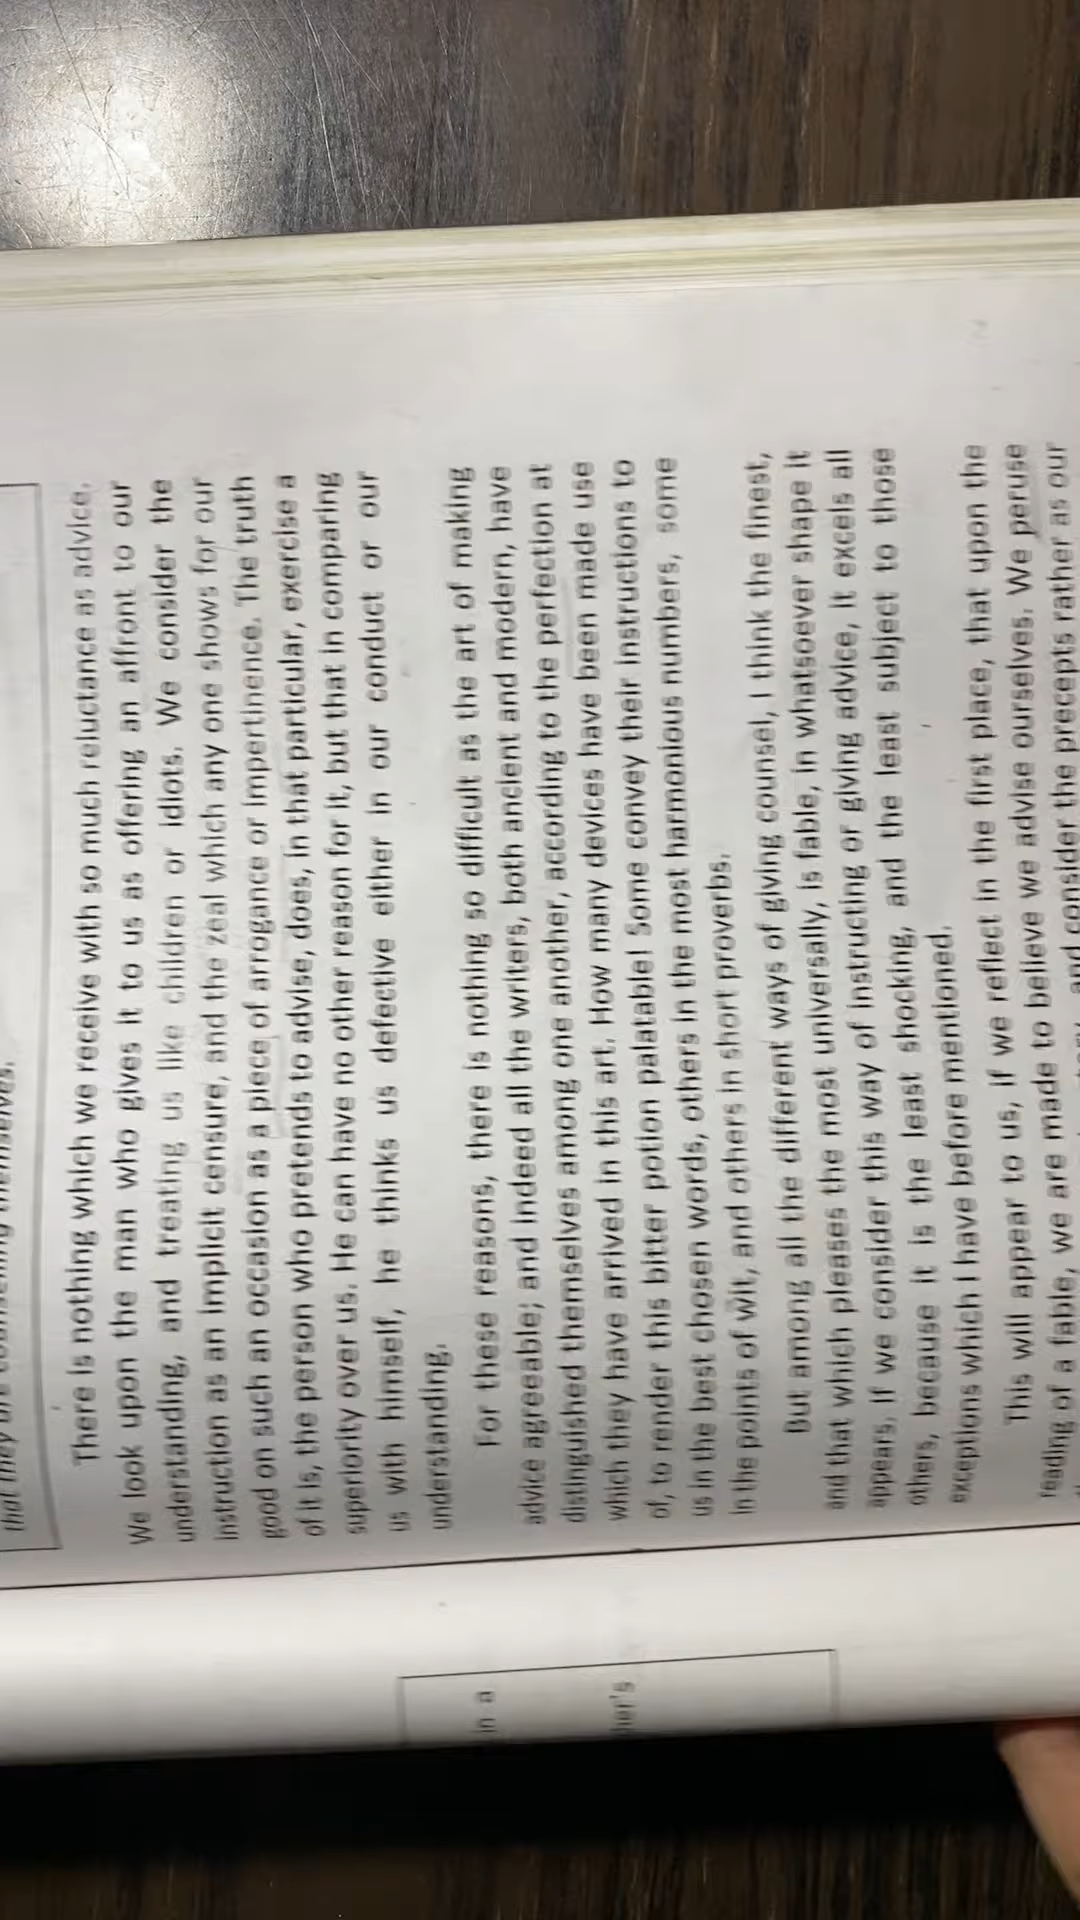 that they are counselling themselves.
There is nothing which we receive with so much reluctance as advice.
We look upon the man who gives it to us as offering an affront to our
understanding, and treating us like children or idiots. We consider the
instruction as an implicit censure, and the zeal which any one shows for our
good on such an occasion as a piece of arrogance or impertinence. The truth
of it is, the person who pretends to advise, does, in that particular, exercise a
superiority over us. He can have no other reason for it, but that in comparing
us with himself, he thinks us defective either in our conduct or our
understanding.
For these reasons, there is nothing so difficult as the art of making
advice agreeable; and indeed all the writers, both ancient and modern, have
distinguished themselves among one another, according to the perfection at
which they have arrived in this art. How many devices have been made use
of, to render this bitter potion palatable! Some convey their instructions to
us in the best chosen words, others in the most harmonious numbers, some
in the points of wit, and others in short proverbs.
But among all the different ways of giving counsel, I think the finest,
and that which pleases the most universally, is fable, in whatsoever shape it
appears. If we consider this way of instructing or giving advice, it excels all
others, because it is the least shocking, and the least subject to those
exceptions which I have before mentioned.
This will appear to us, if we reflect in the first place, that upon the
reading of a fable, we are made to believe we advise ourselves. We peruse
and consider the precepts rather as our
in a
her's